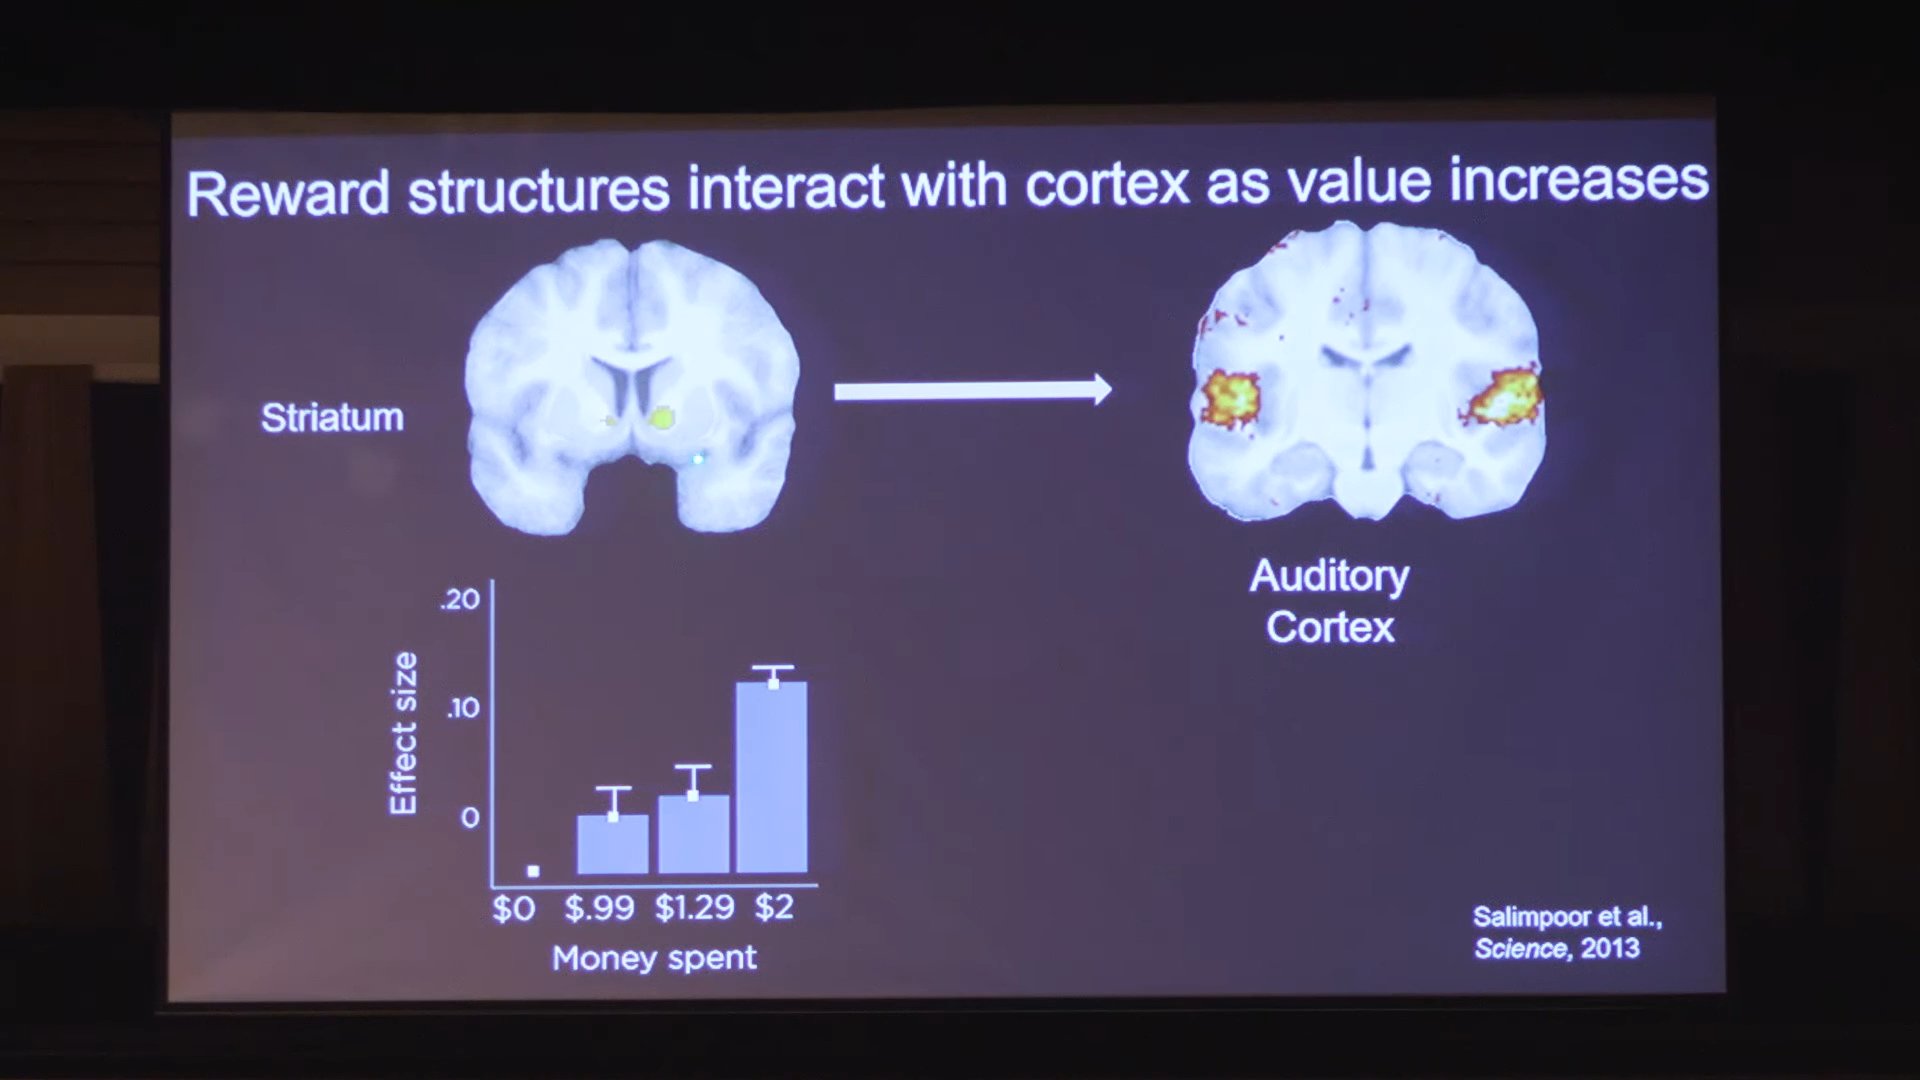 Reward structures interact with cortex as value increases
Striatum
Auditory
Cortex
.20
.10
0
Effect size
$0 $.99 $1.29 $2
Money spent
Salimpoor et al.,
Science, 2013